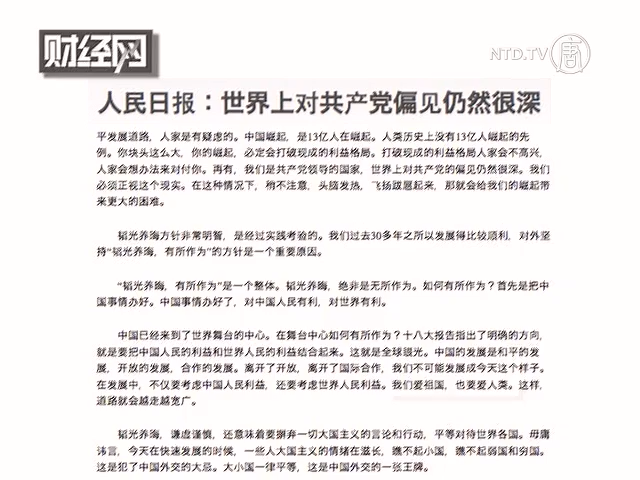 财经网
NTD.TV 唐
人民日报：世界上对共产党偏见仍然很深
平发展道路，人家是有疑虑的。中国崛起，是13亿人在崛起。人类历史上没有13亿人崛起的先
例。你块头这么大，你的崛起，必定会打破现成的利益格局。打破现成的利益格局人家会不高兴，
人家会想办法来对付你。再有，我们是共产党领导的国家，世界上对共产党的偏见仍然很深。我们
必须正视这个现实。在这种情况下，稍不注意，头脑发热，飞扬跋扈起来，那就会给我们的崛起带
来更大的困难。
韬光养晦方针非常明智，是经过实践考验的。我们过去30多年之所以发展得比较顺利，对外坚
持“韬光养晦，有所作为”的方针是一个重要原因。
“韬光养晦，有所作为”是一个整体。韬光养晦，绝非是无所作为。如何有所作为？首先是把中
国事情办好。中国事情办好了，对中国人民有利，对世界有利。
中国已经来到了世界舞台的中心。在舞台中心如何有所作为？十八大报告指出了明确的方向，
就是要把中国人民的利益和世界人民的利益结合起来。这就是全球眼光。中国的发展是和平的发
展，开放的发展，合作的发展。离开了开放，离开了国际合作，我们不可能发展成今天这个样子。
在发展中，不仅要考虑中国人民利益，还要考虑世界人民利益。我们爱祖国，也要爱人类。这样，
道路就会越走越宽广。
韬光养晦，谦虚谨慎，还意味着要摒弃一切大国主义的言论和行动，平等对待世界各国。毋庸
讳言，今天在快速发展的时候，一些人大国主义的情绪在滋长，瞧不起小国，瞧不起弱国和穷国。
这是犯了中国外交的大忌。大小国一律平等，这是中国外交的一张王牌。